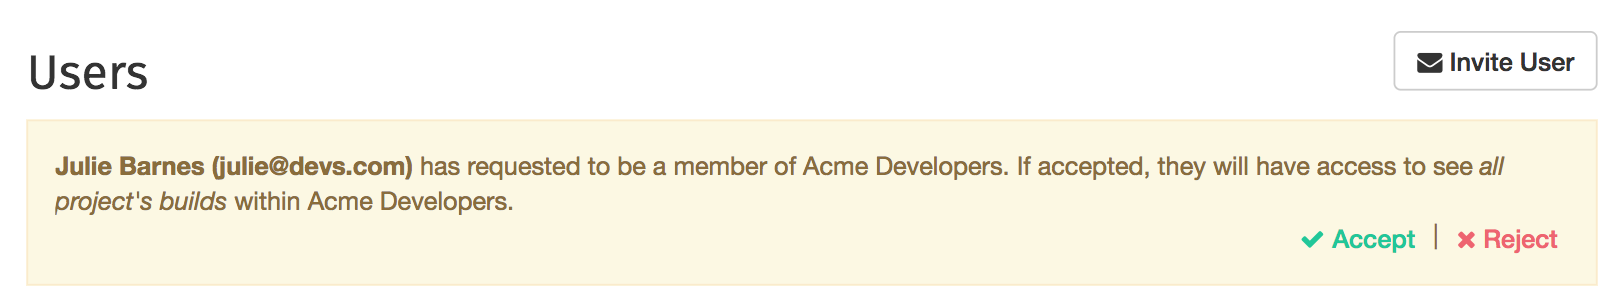 Users
Invite User
Julie Barnes (julie@devs.com) has requested to be a member of Acme Developers. If accepted, they will have access to see all
project's builds within Acme Developers.
Accept | Reject